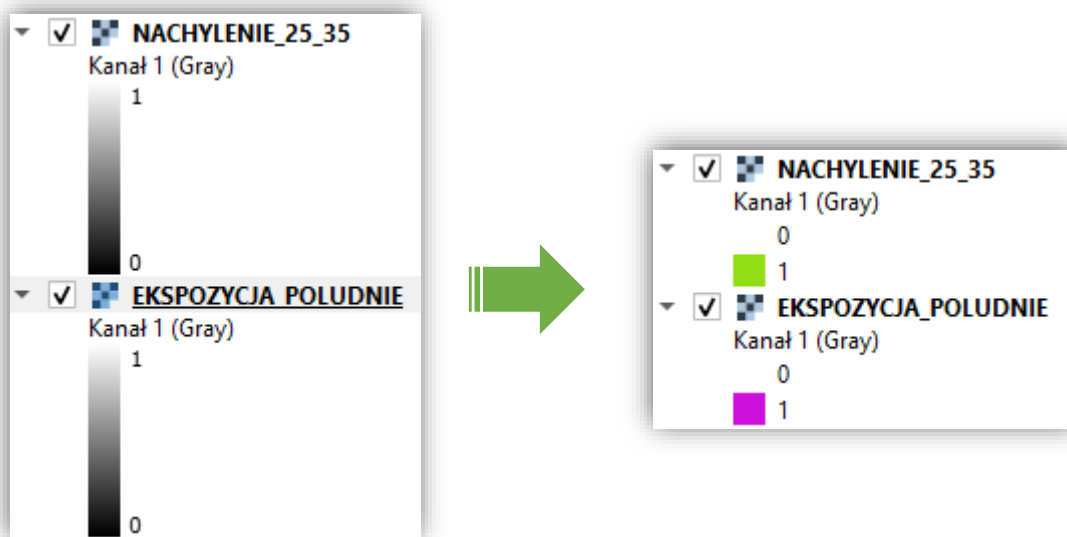 NACHYLENIE_25_35
Kanał 1 (Gray)
1
0
EKSPOZYCJA_POLUDNIE
Kanał 1 (Gray)
1
0
NACHYLENIE_25_35
Kanał 1 (Gray)
0
1
EKSPOZYCJA_POLUDNIE
Kanał 1 (Gray)
0
1